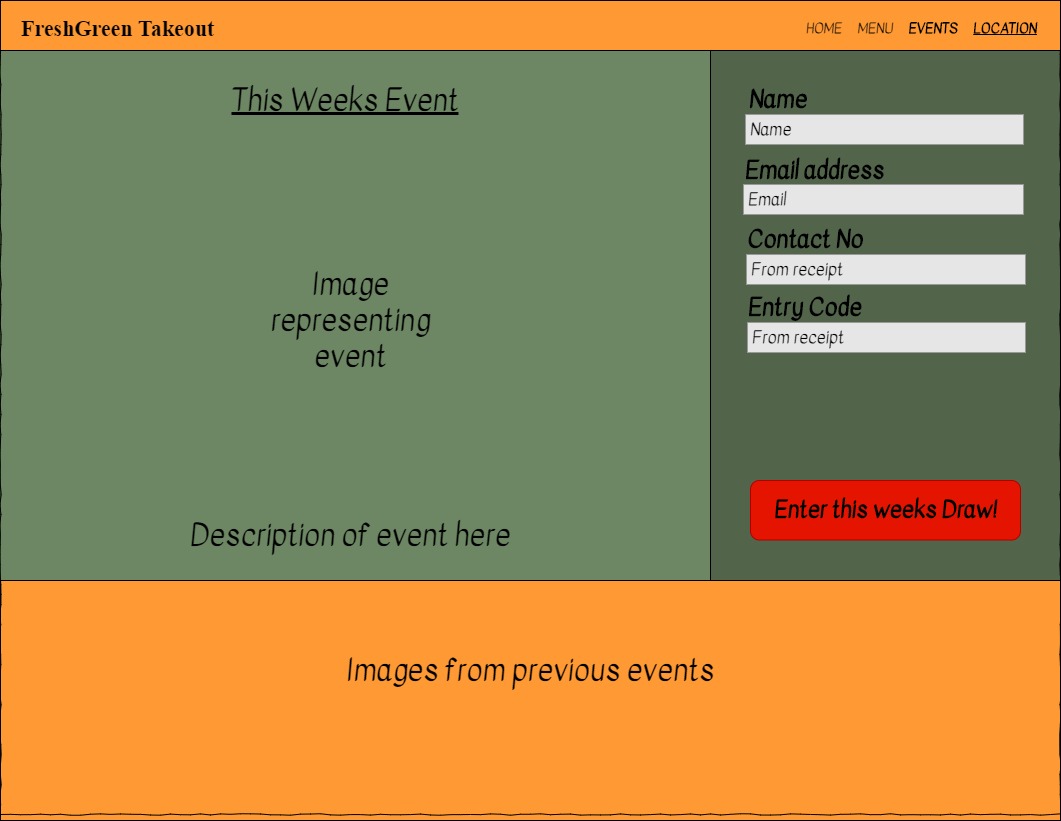 FreshGreen Takeout
HOME MENU EVENTS LOCATION
This Weeks Event
Image
representing
event
Description of event here
Name
Name
Email address
Email
Contact No
From receipt
Entry Code
From receipt
Enter this weeks Draw!
Images from previous events